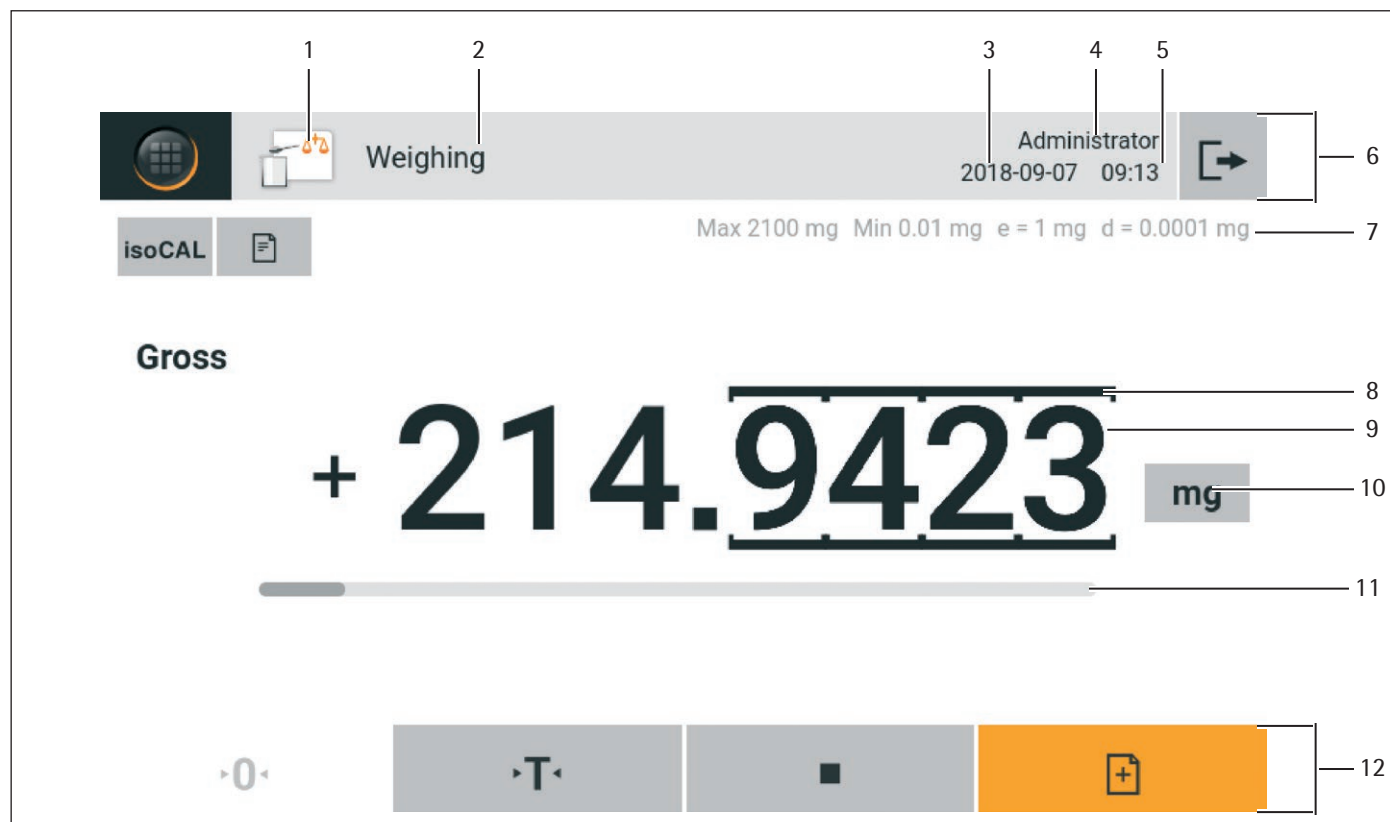 1 2 3 4 5
Administrator
Weighing
2018-09-07 09:13
6
Max 2100 mg Min 0.01 mg e = 1 mg d = 0.0001 mg
7
isoCAL
Gross
8
+ 214.9423
9
mg
10
11
0 T
12